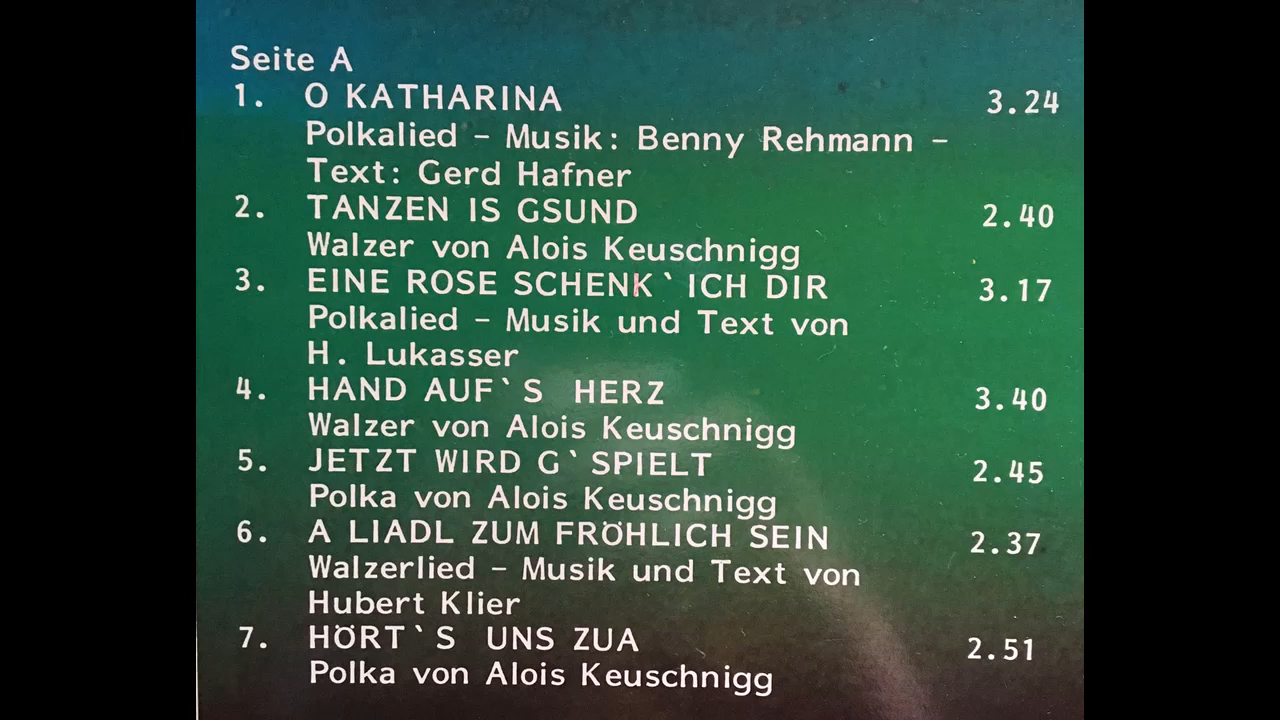 Seite A
1. O KATHARINA 3.24
Polkalied – Musik: Benny Rehmann –
Text: Gerd Hafner
2. TANZEN IS GSUND 2.40
Walzer von Alois Keuschnigg
3. EINE ROSE SCHENK`ICH DIR 3.17
Polkalied – Musik und Text von
H. Lukasser
4. HAND AUF`S HERZ 3.40
Walzer von Alois Keuschnigg
5. JETZT WIRD G`SPIELT 2.45
Polka von Alois Keuschnigg
6. A LIADL ZUM FRÖHLICH SEIN 2.37
Walzerlied – Musik und Text von
Hubert Klier
7. HÖRT`S UNS ZUA 2.51
Polka von Alois Keuschnigg